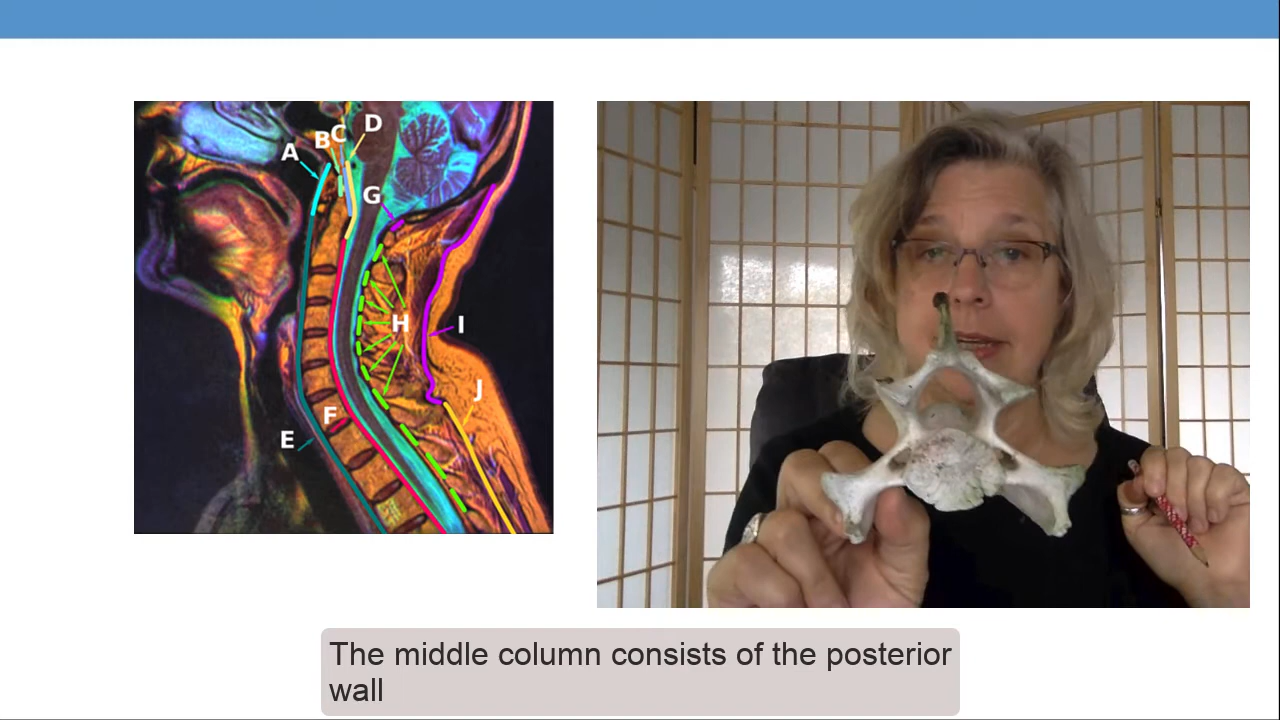 A
B
C
D
G
H
I
J
F
E
The middle column consists of the posterior
wall